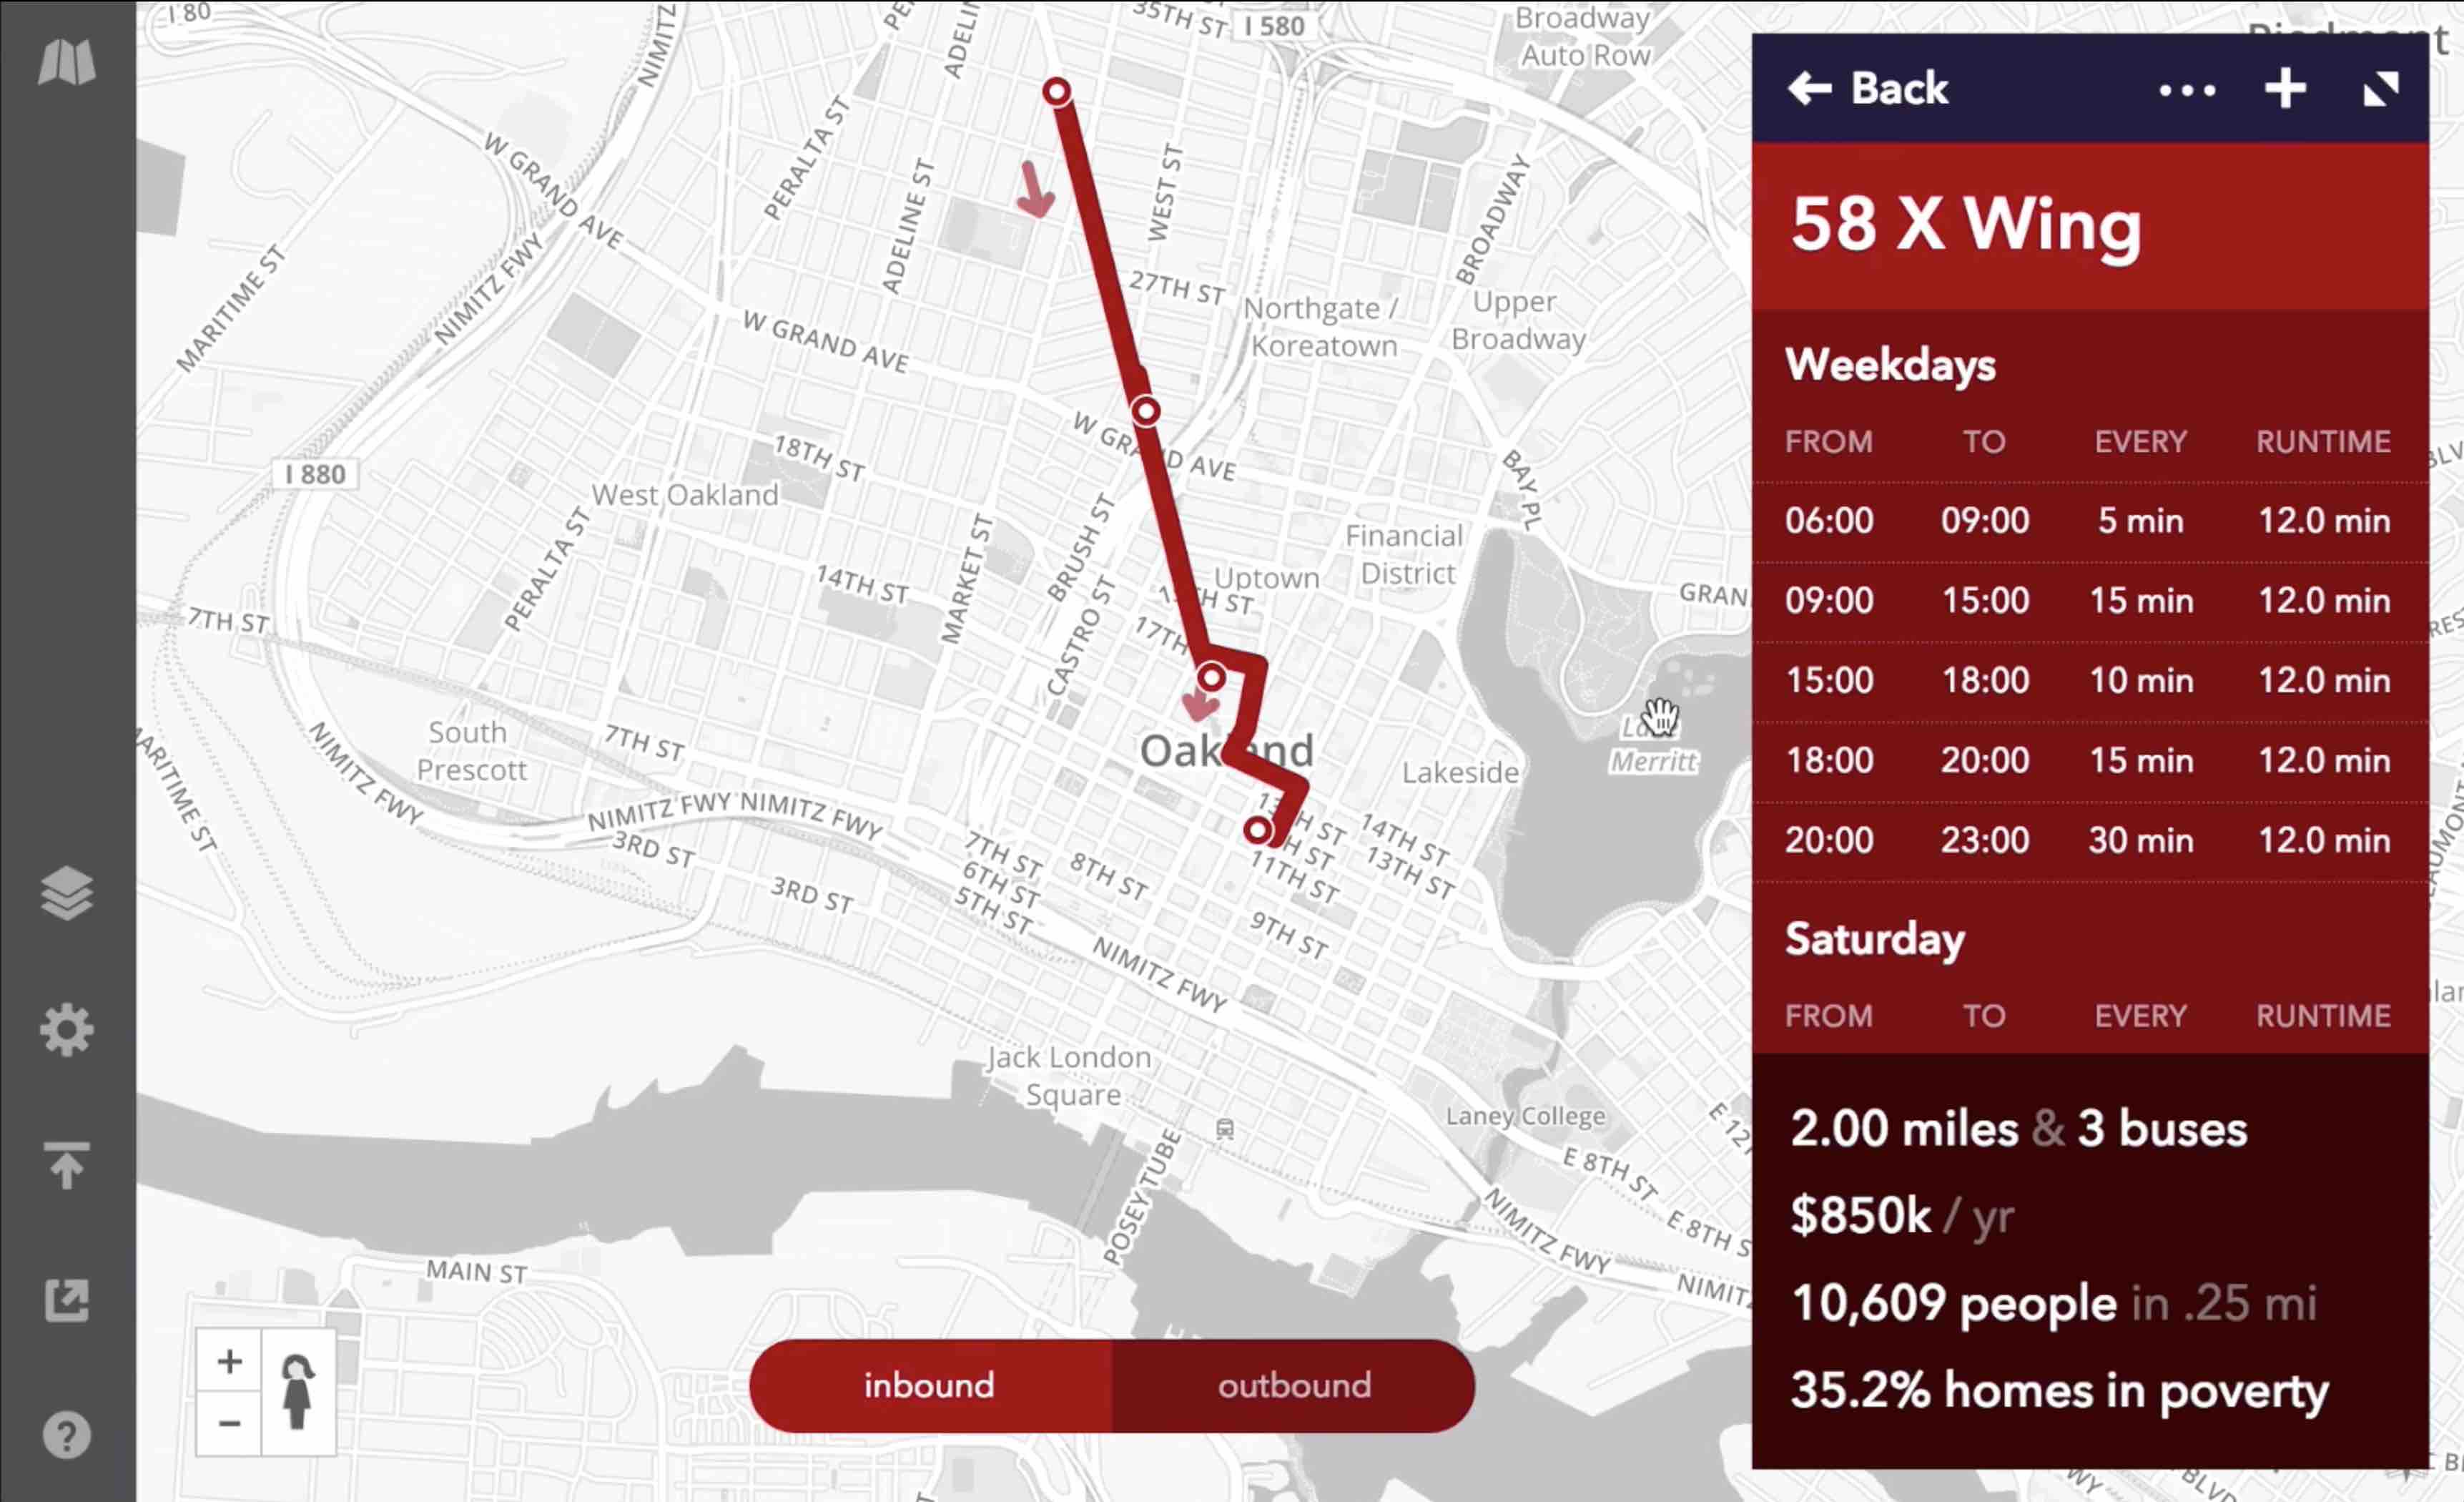 I 80
35TH ST
I 580
Broadway
Auto Row
NIMITZ
PERALTA ST
ADELINE ST
WEST ST
BROADWAY
W GRAND AVE
NIMITZ FWY
MARITIME ST
27TH ST
Northgate /
Koreatown
Upper
Broadway
W GRAND AVE
W GRAND AVE
I 880
18TH ST
West Oakland
PERALTA ST
BAY PL
MARKET ST
BRUSH ST
CASTRO ST
Financial
District
Uptown
14TH ST
17TH
7TH ST
South
Prescott
7TH ST
Oakland
Lakeside
Lake
Merritt
MARITIME ST
NIMITZ FWY
NIMITZ FWY NIMITZ FWY
3RD ST
3RD ST
7TH ST
6TH ST
5TH ST
8TH ST
14TH ST
13TH ST
11TH ST
9TH ST
NIMITZ FWY
Jack London
Square
Laney College
POSEY TUBE
E 8TH ST
E 8TH S
NIMITZ FWY
MAIN ST
+
−
inbound
outbound
Back
58 X Wing
Weekdays
FROM TO EVERY RUNTIME
06:00 09:00 5 min 12.0 min
09:00 15:00 15 min 12.0 min
15:00 18:00 10 min 12.0 min
18:00 20:00 15 min 12.0 min
20:00 23:00 30 min 12.0 min
Saturday
FROM TO EVERY RUNTIME
2.00 miles & 3 buses
$850k / yr
10,609 people in .25 mi
35.2% homes in poverty
?